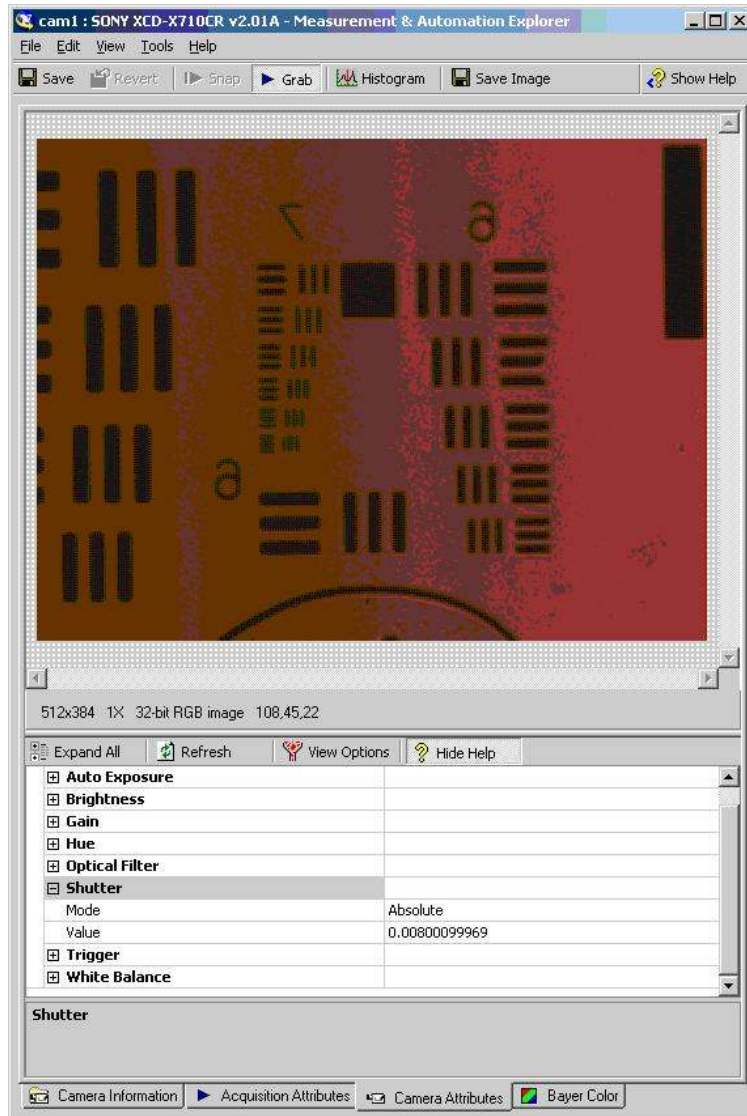 cam1 : SONY XCD-X710CR v2.01A - Measurement & Automation Explorer
File Edit View Tools Help
Save Revert Snap Grab Histogram Save Image Show Help
7 6
6
512x384 1X 32-bit RGB image 108,45,22
Expand All Refresh View Options Hide Help
Auto Exposure
Brightness
Gain
Hue
Optical Filter
Shutter
Mode Absolute
Value 0.00800099969
Trigger
White Balance
Shutter
Camera Information Acquisition Attributes Camera Attributes Bayer Color